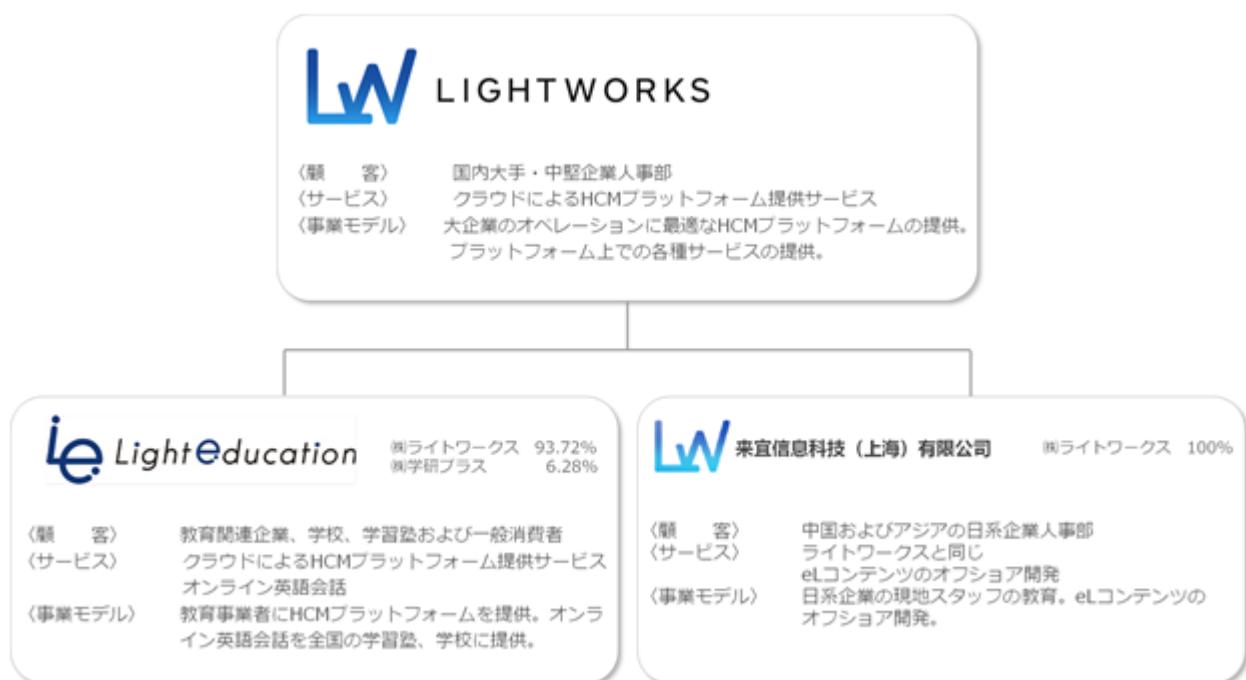 LW LIGHTWORKS
〈顧　客〉 国内大手・中堅企業人事部
〈サービス〉 クラウドによるHCMプラットフォーム提供サービス
〈事業モデル〉 大企業のオペレーションに最適なHCMプラットフォームの提供。
プラットフォーム上での各種サービスの提供。
le Light education ㈱ライトワークス 93.72%
㈱学研プラス 6.28%
〈顧　客〉 教育関連企業、学校、学習塾および一般消費者
〈サービス〉 クラウドによるHCMプラットフォーム提供サービス
オンライン英語会話
〈事業モデル〉 教育事業者にHCMプラットフォームを提供。オンラ
イン英語会話を全国の学習塾、学校に提供。
LW 来宜信息科技（上海）有限公司 ㈱ライトワークス 100%
〈顧　客〉 中国およびアジアの日系企業人事部
〈サービス〉 ライトワークスと同じ
eLコンテンツのオフショア開発
〈事業モデル〉 日系企業の現地スタッフの教育。eLコンテンツの
オフショア開発。